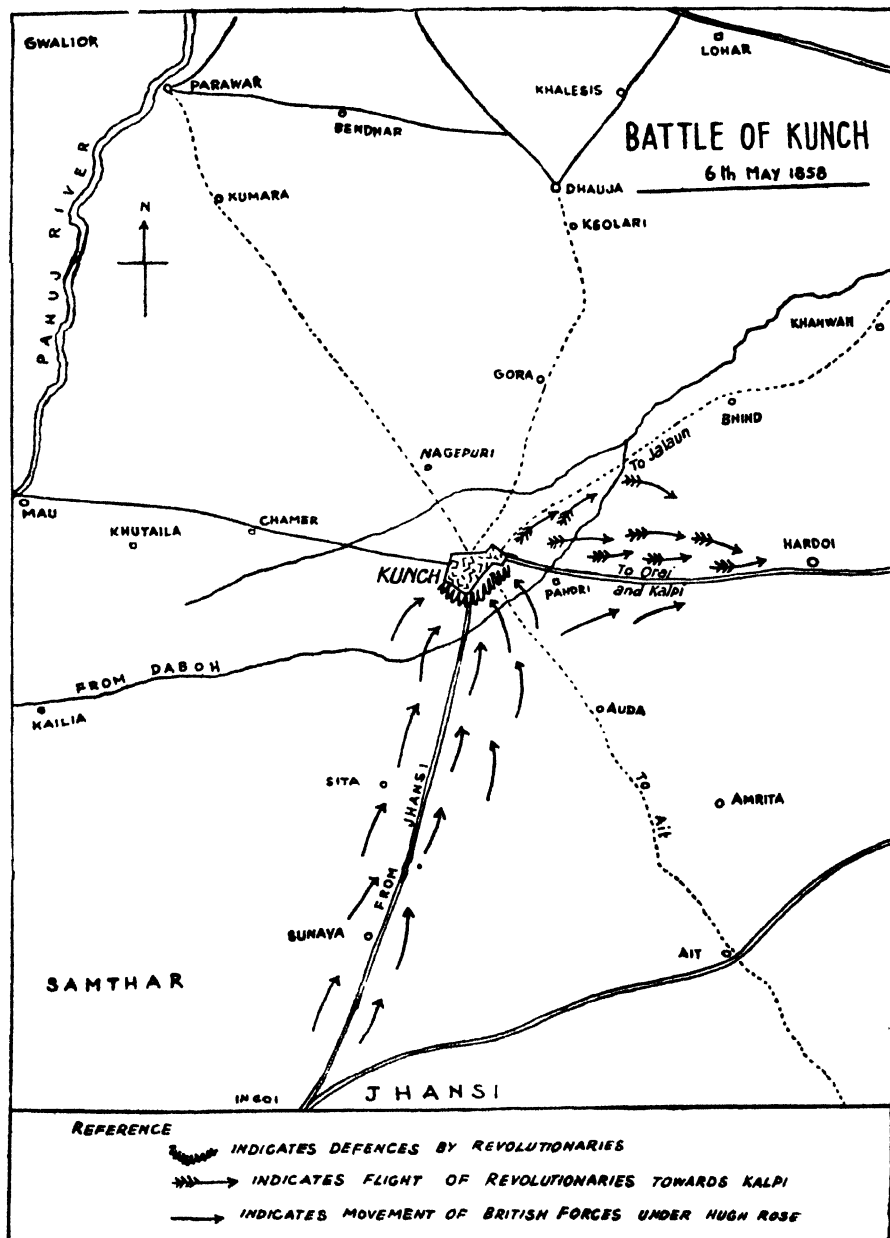 GWALIOR
LOHAR
PARAWAR
KHALESIS
BENDHAR
BATTLE OF KUNCH
6th MAY 1858
DHAUJA
KUMARA
KEOLARI
N
PAHUJ RIVER
KHANWAN
GORA
BHIND
NAGEPURI
To Jalaun
MAU
KHUTAILA
CHAMER
HARDOI
KUNCH
To Orai
and Kalpi
PANDRI
FROM DABOH
KAILIA
AUDA
SITA
FROM JHANSI
To Ait
AMRITA
SUNAYA
AIT
SAMTHAR
INGOI
JHANSI
REFERENCE
INDICATES DEFENCES BY REVOLUTIONARIES
INDICATES FLIGHT OF REVOLUTIONARIES TOWARDS KALPI
INDICATES MOVEMENT OF BRITISH FORCES UNDER HUGH ROSE